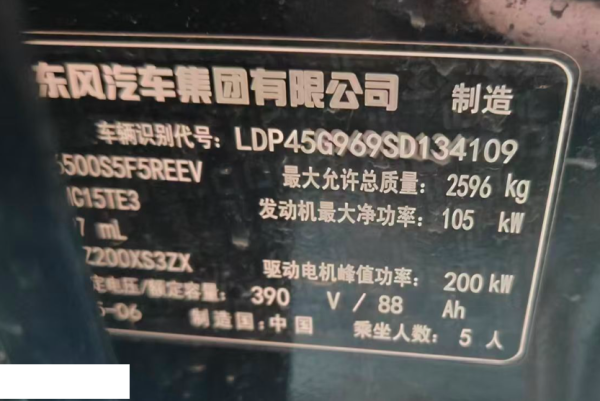 东风汽车集团有限公司 制造
车辆识别代号: LDP45G969SD134109
6500S5F5REEV 最大允许总质量: 2596 kg
C15TE3 发动机最大净功率: 105 kW
7 mL
Z200XS3ZX 驱动电机峰值功率: 200 kW
定电压/额定容量: 390 V / 88 Ah
5-06 制造国: 中国 乘坐人数: 5 人